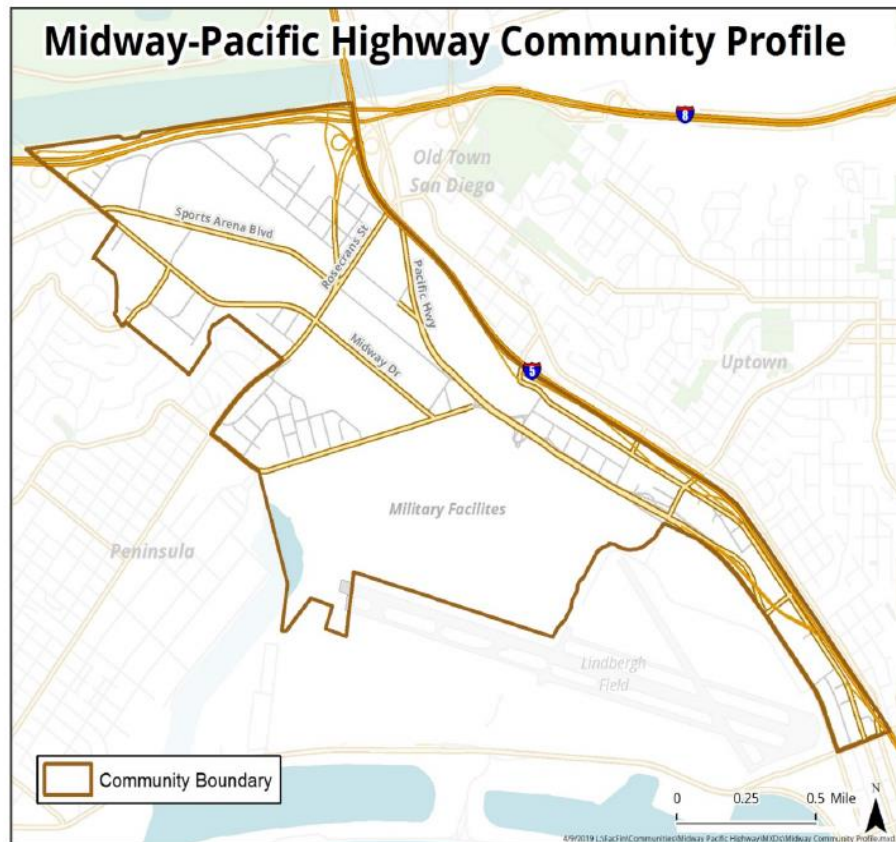 Midway-Pacific Highway Community Profile
8
Old Town
San Diego
Sports Arena Blvd
Rosecrans St
Pacific Hwy
Midway Dr
5
Uptown
Military Facilites
Peninsula
Lindbergh
Field
Community Boundary
N
0 0.25 0.5 Mile